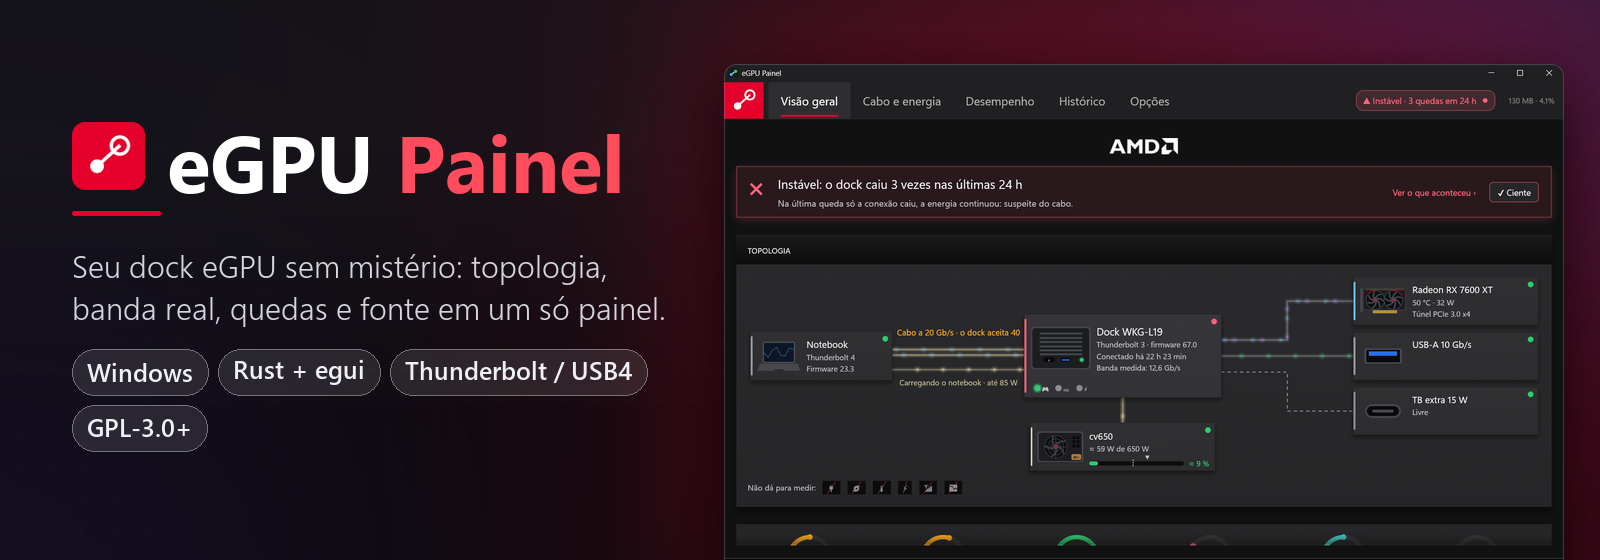 eGPU Painel
Seu dock eGPU sem mistério: topologia,
banda real, quedas e fonte em um só painel.
Windows
Rust + egui
Thunderbolt / USB4
GPL-3.0+
eGPU Painel
Visão geral
Cabo e energia
Desempenho
Histórico
Opções
▲ Instável · 3 quedas em 24 h
130 MB · 4,1%
AMD
Instável: o dock caiu 3 vezes nas últimas 24 h
Na última queda só a conexão caiu, a energia continuou: suspeite do cabo.
Ver o que aconteceu ›
✓ Ciente
TOPOLOGIA
Notebook
Thunderbolt 4
Firmware 23.3
Cabo a 20 Gb/s · o dock aceita 40
Carregando o notebook · até 85 W
Dock WKG-L19
Thunderbolt 3 · firmware 67.0
Conectado há 22 h 23 min
Banda medida: 12,6 Gb/s
cv650
≈ 59 W de 650 W
≈ 9 %
Radeon RX 7600 XT
50 °C · 32 W
Túnel PCIe 3.0 x4
USB-A 10 Gb/s
TB extra 15 W
Livre
Não dá para medir: